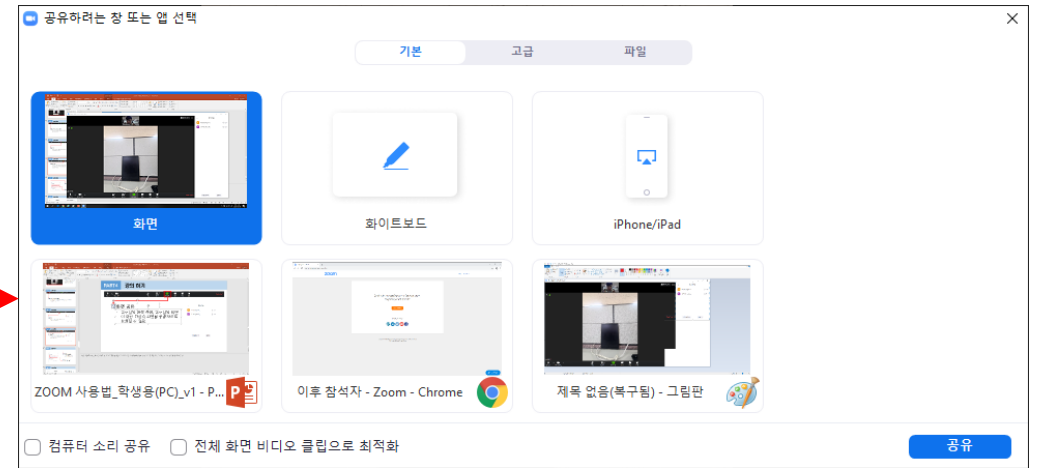 공유하려는 창 또는 앱 선택
기본 고급 파일
화면 화이트보드 iPhone/iPad
ZOOM 사용법_학생용(PC)_v1 - P... 이후 참석자 - Zoom - Chrome 제목 없음(복구됨) - 그림판
컴퓨터 소리 공유 전체 화면 비디오 클립으로 최적화 공유